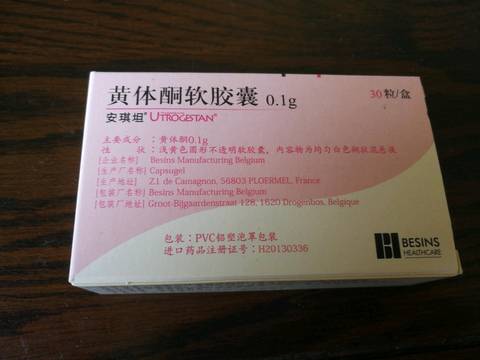 黄体酮软胶囊 0.1g
30粒/盒
安琪坦® UTROGESTAN®
主要成分：黄体酮0.1g
性 状：浅黄色圆形不透明软胶囊，内容物为均匀白色糊状混悬液
[企业名称] Besins Manufacturing Belgium
[生产厂名称] Capsugel
[生产地址] Z.I. de Camagnon, 56803 PLOERMEL, France
[包装厂名称] Besins Manufacturing Belgium
[包装厂地址] Groot-Bijgaardenstraat 128, 1620 Drogenbos, Belgique
包装：PVC铝塑泡罩包装
进口药品注册证号：H20130336
BESINS
HEALTHCARE